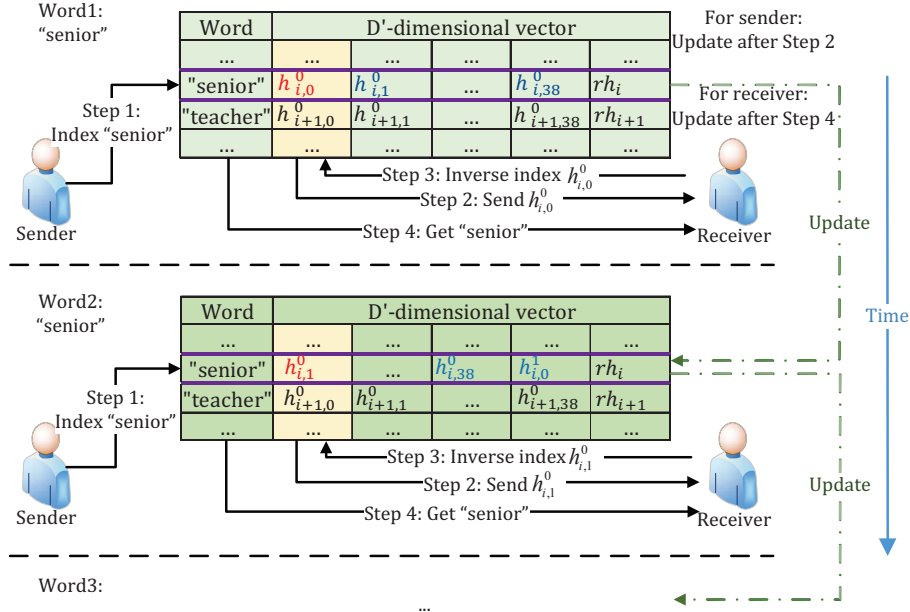 Word1:
“senior”
Word D'-dimensional vector
... ... ... ... ... ...
"senior" h^0_{i,0} h^0_{i,1} ... h^0_{i,38} rh_i
"teacher" h^0_{i+1,0} h^0_{i+1,1} ... h^0_{i+1,38} rh_{i+1}
... ... ... ... ... ...
For sender:
Update after Step 2
For receiver:
Update after Step 4
Step 1:
Index “senior”
Step 3: Inverse index h^0_{i,0}
Step 2: Send h^0_{i,0}
Step 4: Get “senior”
Sender
Receiver
Update
Time
Word2:
“senior”
Word D'-dimensional vector
... ... ... ... ... ...
"senior" h^0_{i,1} ... h^0_{i,38} h^1_{i,0} rh_i
"teacher" h^0_{i+1,0} h^0_{i+1,1} ... h^0_{i+1,38} rh_{i+1}
... ... ... ... ... ...
Step 1:
Index “senior”
Step 3: Inverse index h^0_{i,1}
Step 2: Send h^0_{i,1}
Step 4: Get “senior”
Sender
Receiver
Update
Word3:
...